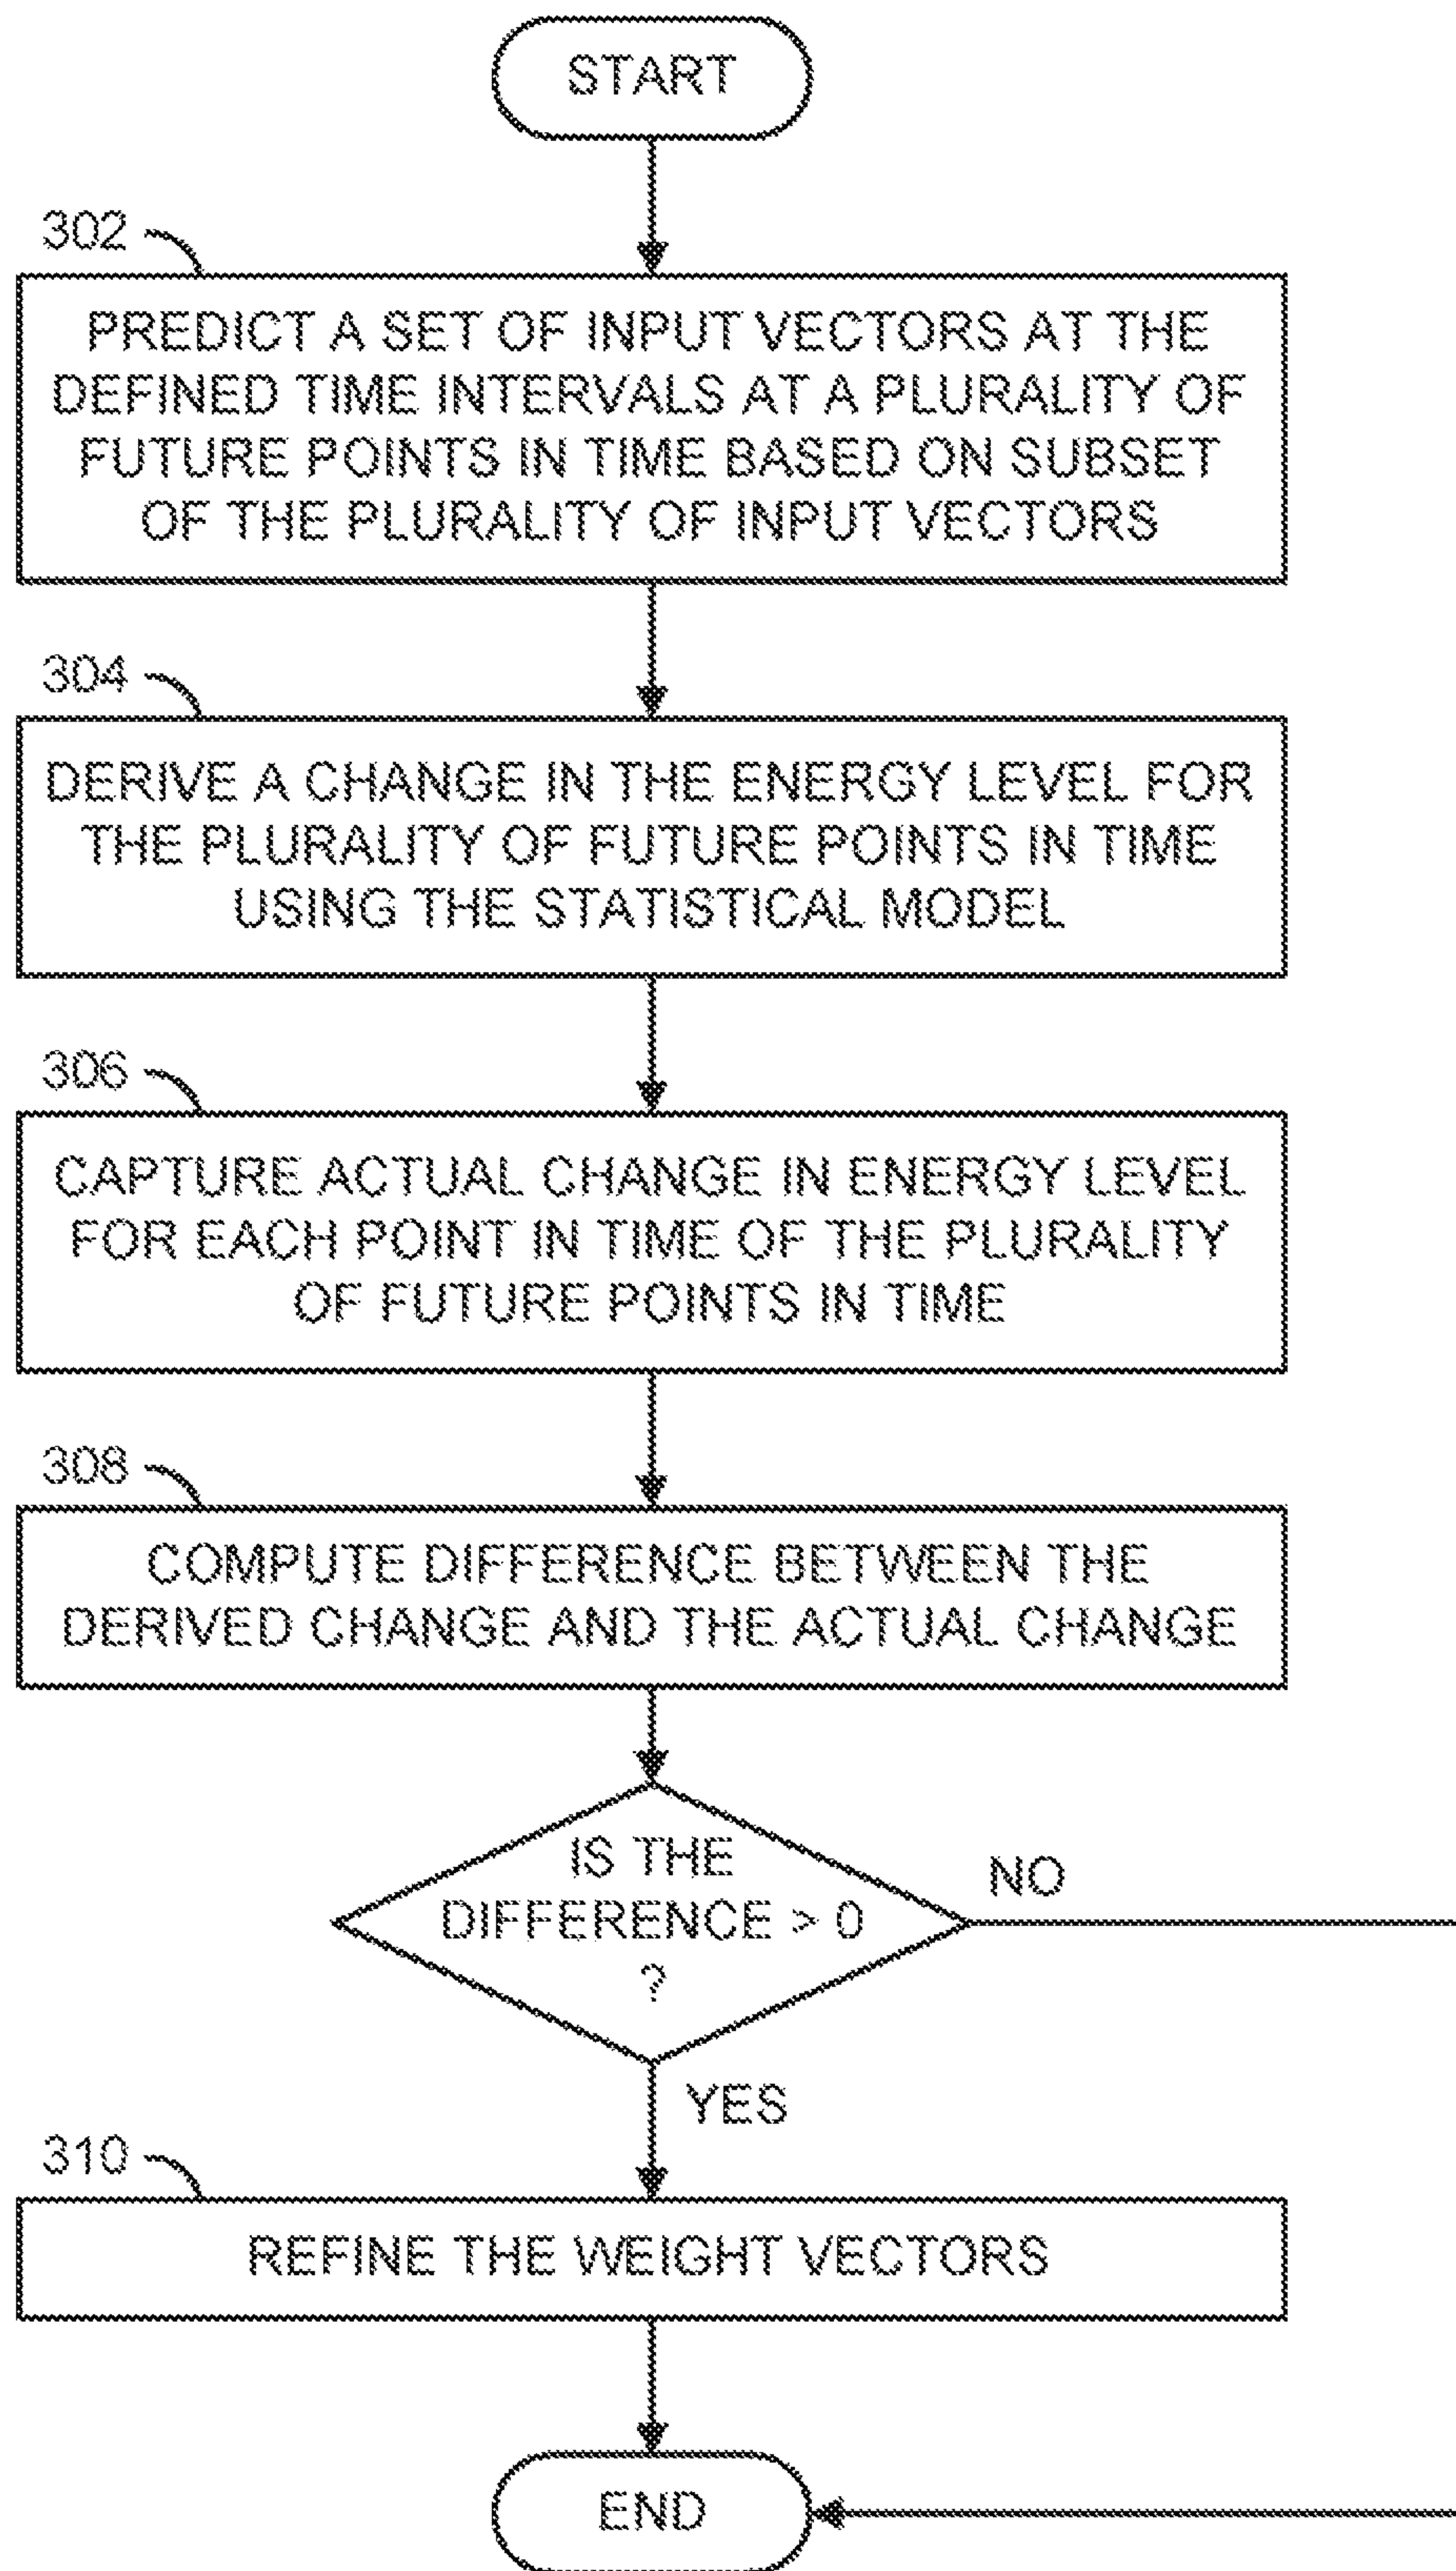 START
302
PREDICT A SET OF INPUT VECTORS AT THE
DEFINED TIME INTERVALS AT A PLURALITY OF
FUTURE POINTS IN TIME BASED ON SUBSET
OF THE PLURALITY OF INPUT VECTORS
304
DERIVE A CHANGE IN THE ENERGY LEVEL FOR
THE PLURALITY OF FUTURE POINTS IN TIME
USING THE STATISTICAL MODEL
306
CAPTURE ACTUAL CHANGE IN ENERGY LEVEL
FOR EACH POINT IN TIME OF THE PLURALITY
OF FUTURE POINTS IN TIME
308
COMPUTE DIFFERENCE BETWEEN THE
DERIVED CHANGE AND THE ACTUAL CHANGE
IS THE
DIFFERENCE > 0
?
NO
YES
310
REFINE THE WEIGHT VECTORS
END